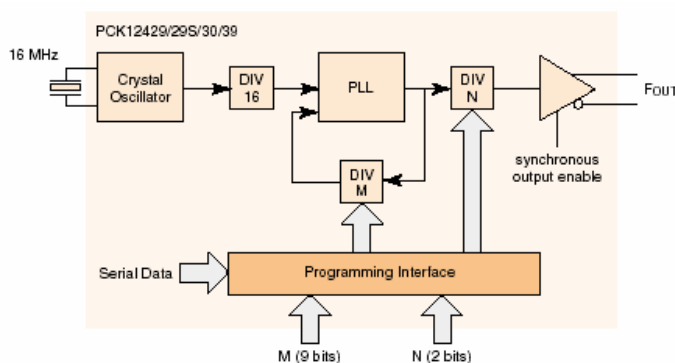 PCK12429/29S/30/39
16 MHz
Crystal
Oscillator
DIV
16
PLL
DIV
N
FOUT
synchronous
output enable
DIV
M
Serial Data
Programming Interface
M (9 bits)
N (2 bits)